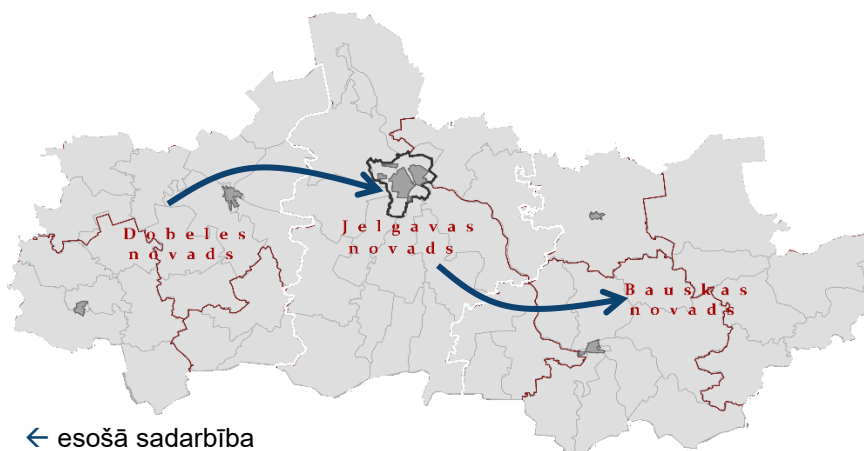 Dobeles
novads
Jelgavas
novads
Bauskas
novads
← esošā sadarbība